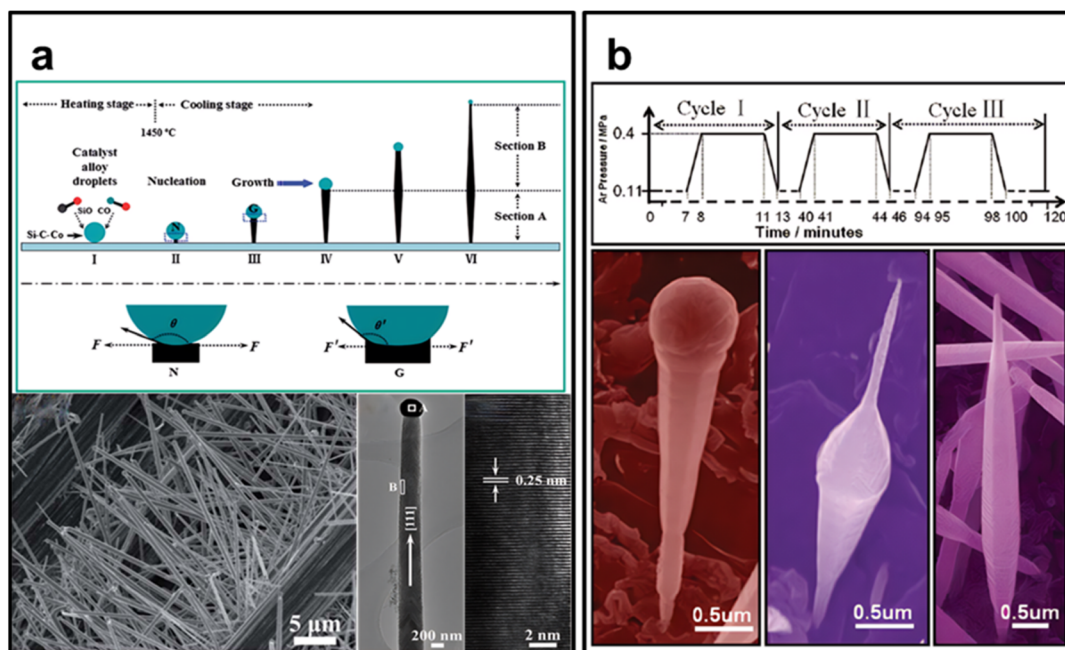 a
Heating stage
Cooling stage
1450 ℃
Catalyst
alloy
droplets
Nucleation
Growth
Section B
Section A
SiO CO
Si-C-Co
N
G
I II III IV V VI
θ θ′
F F F′ F′
N G
5 μm
A
B
[111]
200 nm
0.25 nm
2 nm
b
Cycle I Cycle II Cycle III
Ar Pressure / MPa
0.4
0.11
0 7 8 11 13 40 41 44 46 94 95 98 100 120
Time / minutes
0.5um
0.5um
0.5um